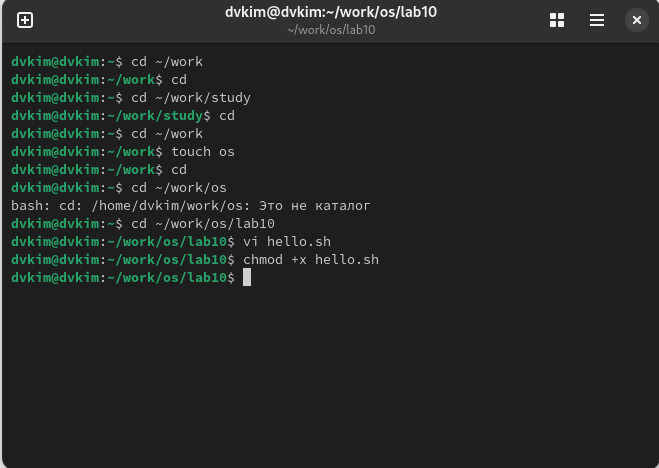 dvkim@dvkim:~/work/os/lab10
~/work/os/lab10
dvkim@dvkim:~$ cd ~/work
dvkim@dvkim:~/work$ cd
dvkim@dvkim:~$ cd ~/work/study
dvkim@dvkim:~/work/study$ cd
dvkim@dvkim:~$ cd ~/work
dvkim@dvkim:~/work$ touch os
dvkim@dvkim:~/work$ cd
dvkim@dvkim:~$ cd ~/work/os
bash: cd: /home/dvkim/work/os: Это не каталог
dvkim@dvkim:~$ cd ~/work/os/lab10
dvkim@dvkim:~/work/os/lab10$ vi hello.sh
dvkim@dvkim:~/work/os/lab10$ chmod +x hello.sh
dvkim@dvkim:~/work/os/lab10$